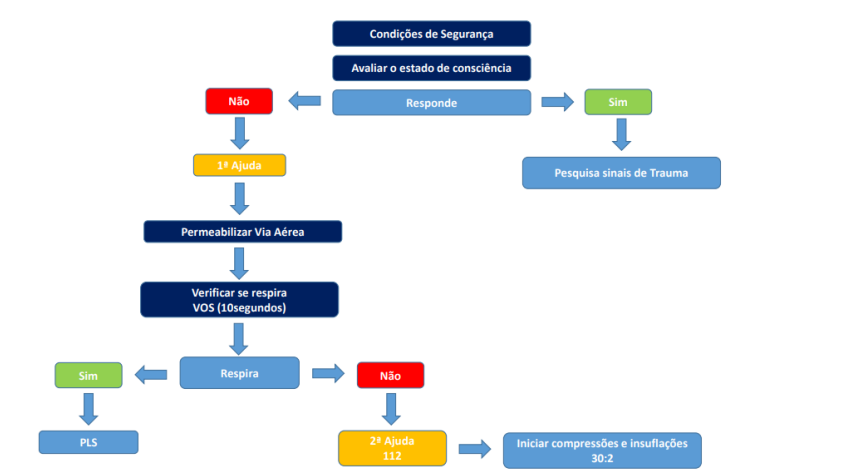 Condições de Segurança
Avaliar o estado de consciência
Não
Responde
Sim
1ª Ajuda
Pesquisa sinais de Trauma
Permeabilizar Via Aérea
Verificar se respira
VOS (10segundos)
Sim
Respira
Não
PLS
2ª Ajuda
112
Iniciar compressões e insuflações
30:2